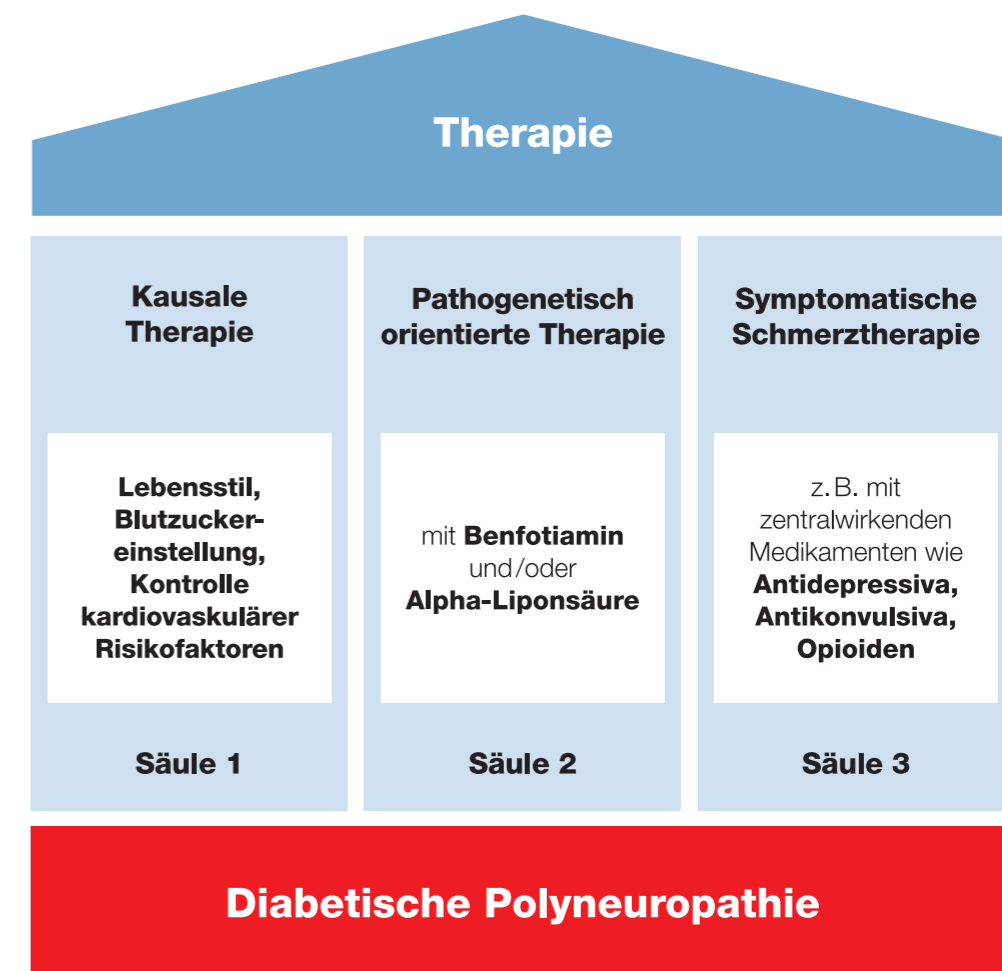 Therapie
Kausale
Therapie
Lebensstil,
Blutzucker-
einstellung,
Kontrolle
kardiovaskulärer
Risikofaktoren
Säule 1
Pathogenetisch
orientierte Therapie
mit Benfotiamin
und/oder
Alpha-Liponsäure
Säule 2
Symptomatische
Schmerztherapie
z. B. mit
zentralwirkenden
Medikamenten wie
Antidepressiva,
Antikonvulsiva,
Opioiden
Säule 3
Diabetische Polyneuropathie